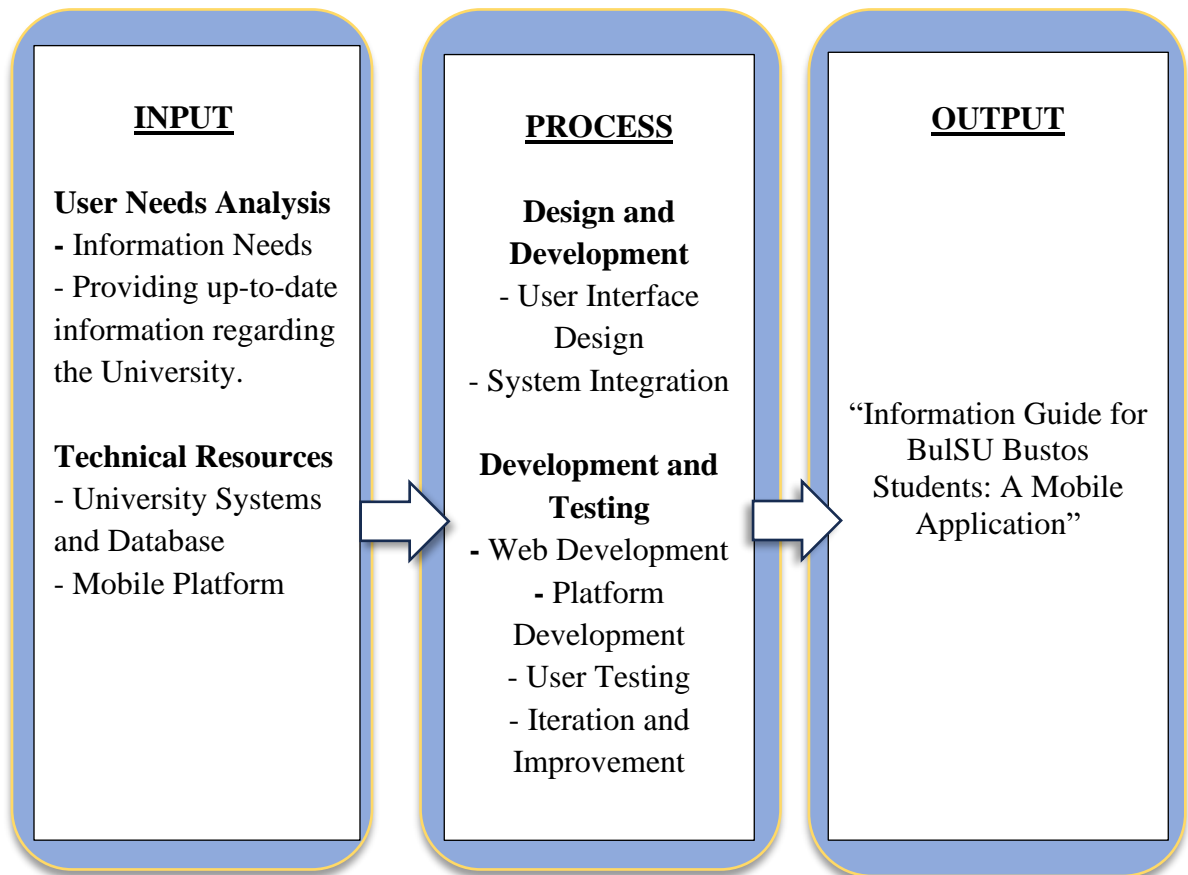 INPUT
User Needs Analysis
- Information Needs
- Providing up-to-date
information regarding
the University.
Technical Resources
- University Systems
and Database
- Mobile Platform
PROCESS
Design and
Development
- User Interface
Design
- System Integration
Development and
Testing
- Web Development
- Platform
Development
- User Testing
- Iteration and
Improvement
OUTPUT
“Information Guide for
BulSU Bustos
Students: A Mobile
Application”